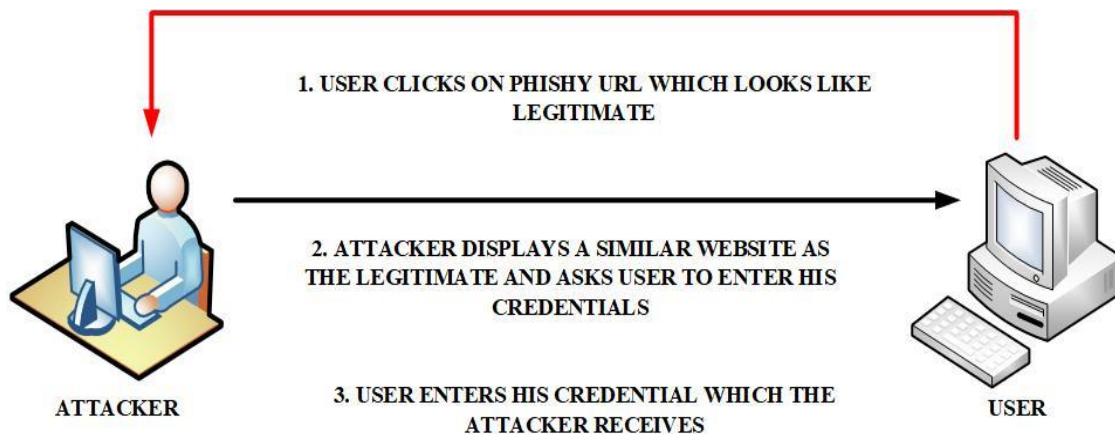 1. USER CLICKS ON PHISHY URL WHICH LOOKS LIKE
LEGITIMATE
2. ATTACKER DISPLAYS A SIMILAR WEBSITE AS
THE LEGITIMATE AND ASKS USER TO ENTER HIS
CREDENTIALS
3. USER ENTERS HIS CREDENTIAL WHICH THE
ATTACKER RECEIVES
ATTACKER
USER